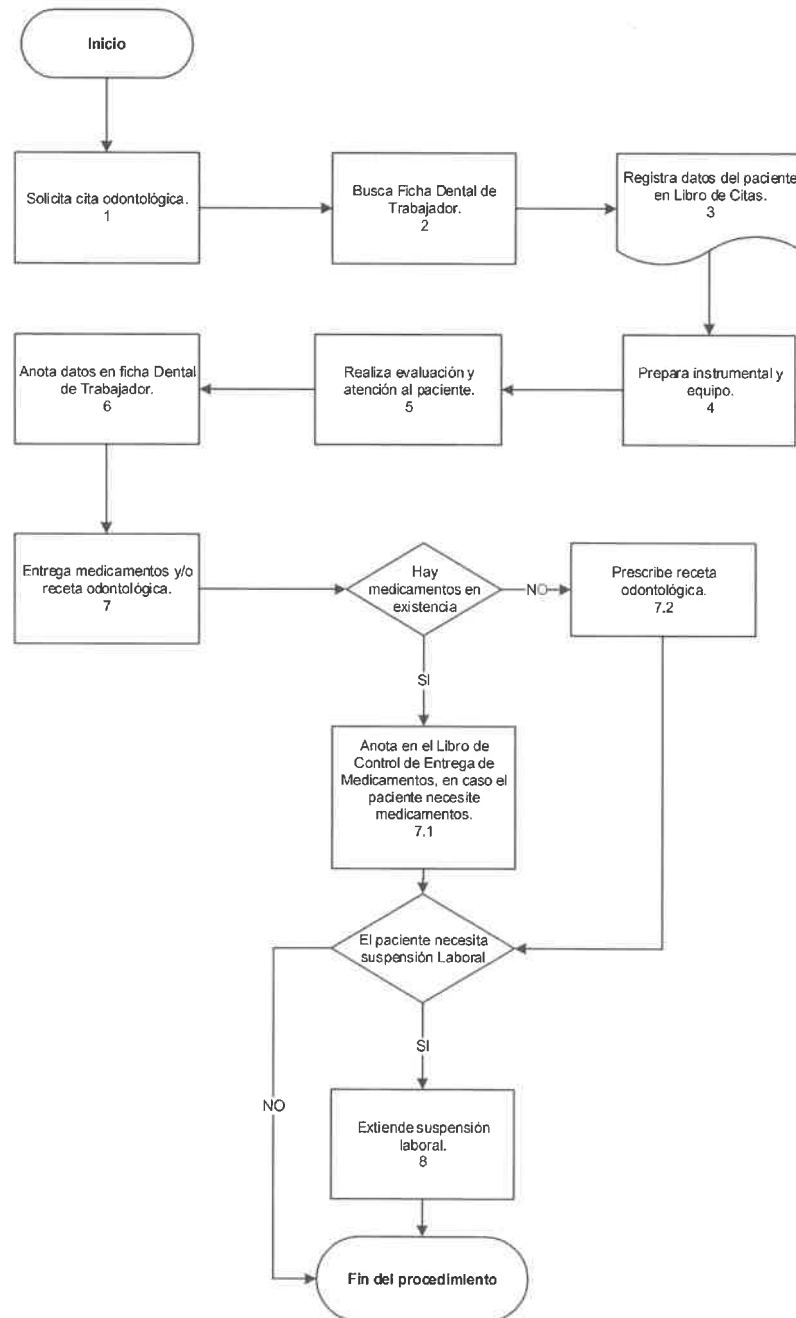 Inicio
Solicita cita odontológica.
1
Busca Ficha Dental de
Trabajador.
2
Registra datos del paciente
en Libro de Citas.
3
Prepara instrumental y
equipo.
4
Realiza evaluación y
atención al paciente.
5
Anota datos en ficha Dental
de Trabajador.
6
Entrega medicamentos y/o
receta odontológica.
7
Hay
medicamentos en
existencia
NO
Prescribe receta
odontológica.
7.2
SI
Anota en el Libro de
Control de Entrega de
Medicamentos, en caso el
paciente necesite
medicamentos.
7.1
El paciente necesita
suspensión Laboral
SI
NO
Extiende suspensión
laboral.
8
Fin del procedimiento